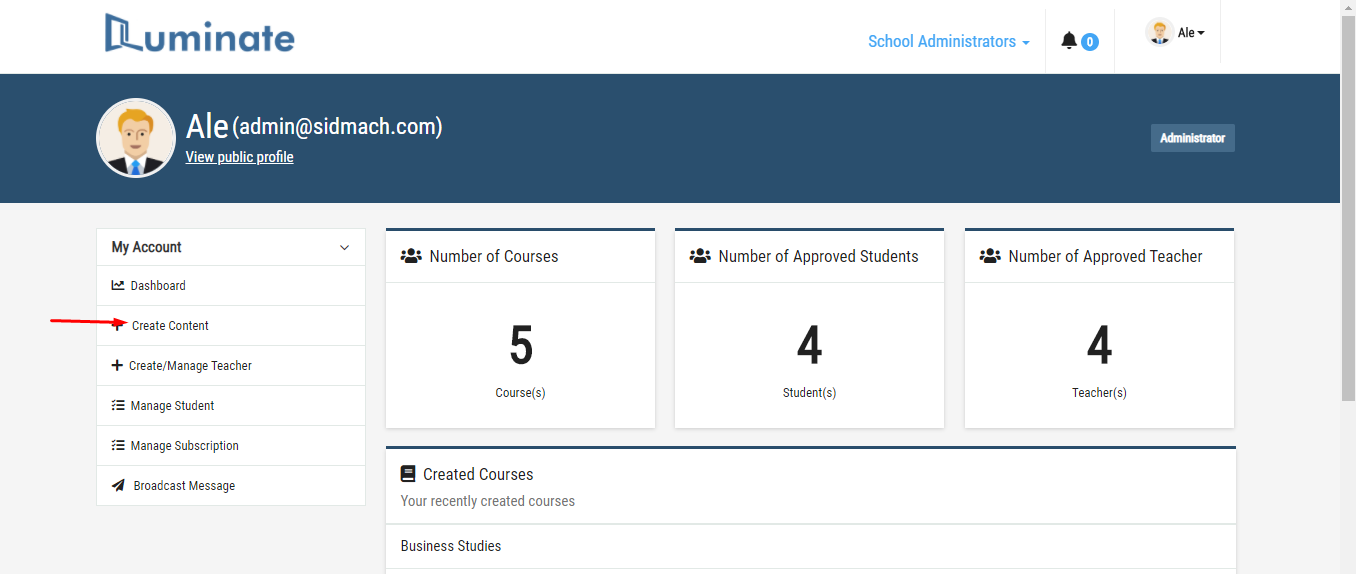 Luminate
School Administrators
0
Ale
Ale (admin@sidmach.com)
View public profile
Administrator
My Account
Dashboard
Create Content
Create/Manage Teacher
Manage Student
Manage Subscription
Broadcast Message
Number of Courses
5
Course(s)
Number of Approved Students
4
Student(s)
Number of Approved Teacher
4
Teacher(s)
Created Courses
Your recently created courses
Business Studies